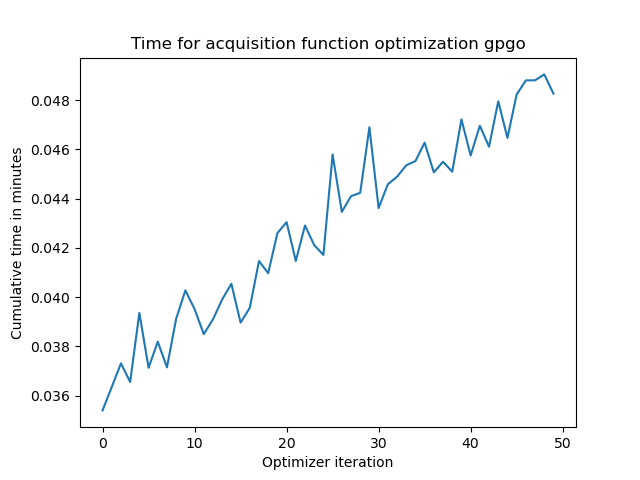 Time for acquisition function optimization gpgo
0.048
0.046
0.044
0.042
0.040
0.038
0.036
Cumulative time in minutes
0 10 20 30 40 50
Optimizer iteration